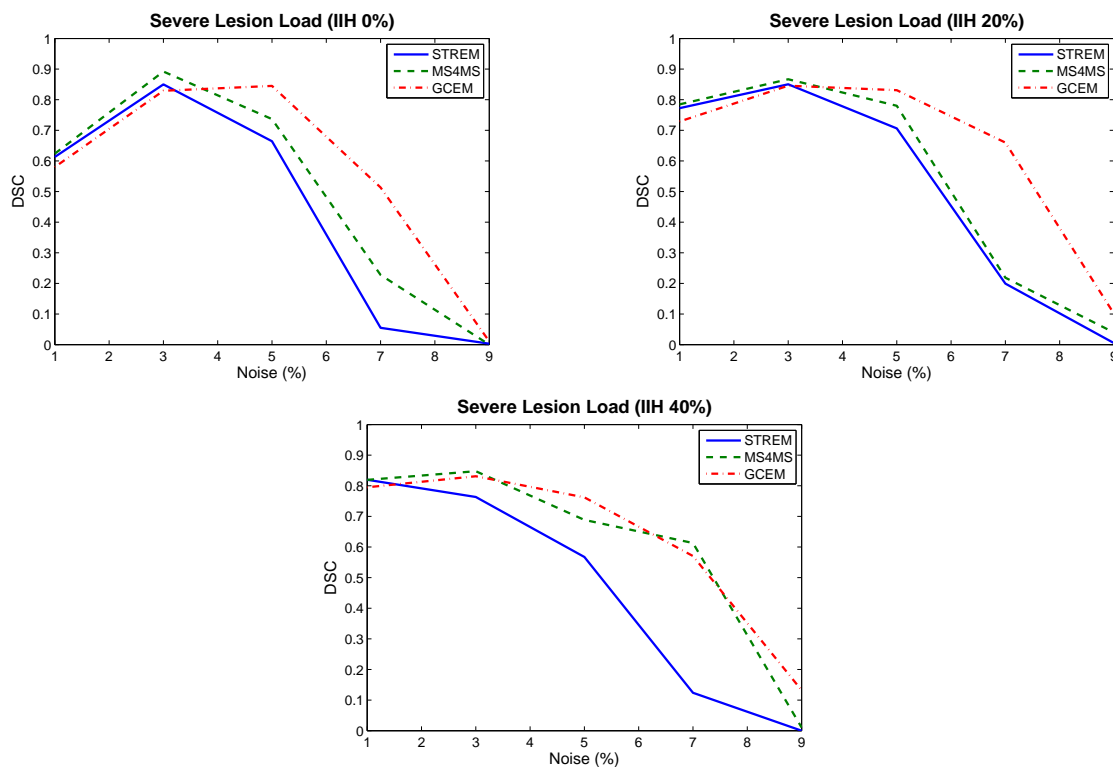 Severe Lesion Load (IIH 0%)
1
0.9
0.8
0.7
0.6
0.5
0.4
0.3
0.2
0.1
0
DSC
STREM
MS4MS
GCEM
1 2 3 4 5 6 7 8 9
Noise (%)
Severe Lesion Load (IIH 20%)
1
0.9
0.8
0.7
0.6
0.5
0.4
0.3
0.2
0.1
0
DSC
STREM
MS4MS
GCEM
1 2 3 4 5 6 7 8 9
Noise (%)
Severe Lesion Load (IIH 40%)
1
0.9
0.8
0.7
0.6
0.5
0.4
0.3
0.2
0.1
0
DSC
STREM
MS4MS
GCEM
1 2 3 4 5 6 7 8 9
Noise (%)